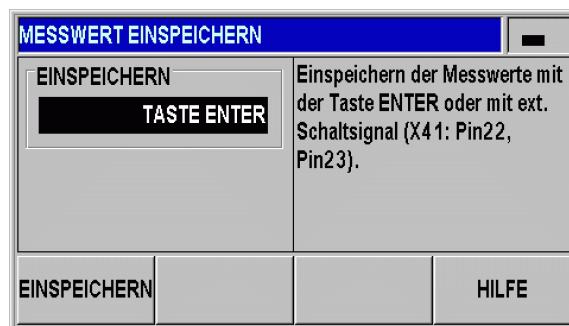 MESSWERT EINSPEICHERN
EINSPEICHERN
TASTE ENTER
Einspeichern der Messwerte mit
der Taste ENTER oder mit ext.
Schaltsignal (X41: Pin22,
Pin23).
EINSPEICHERN
HILFE